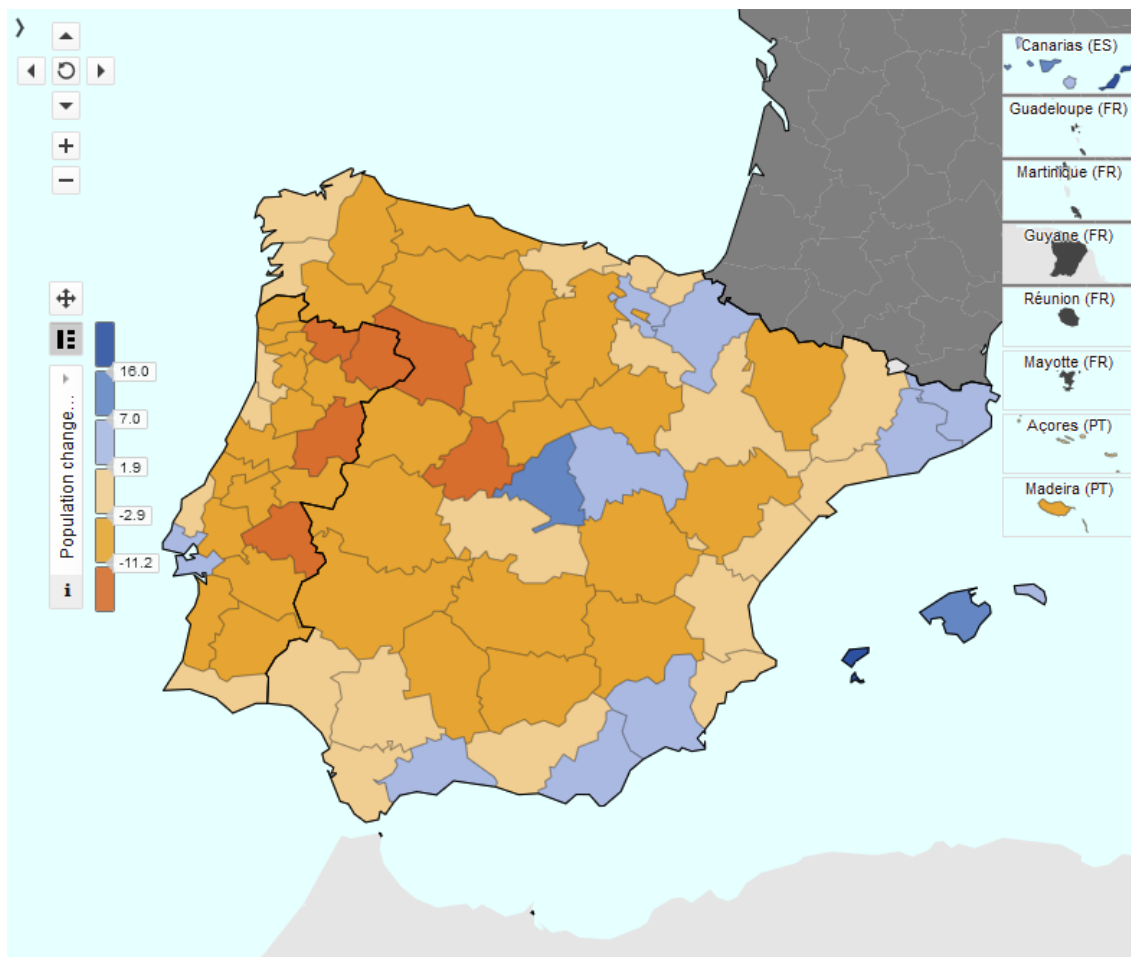 Canarias (ES)
Guadeloupe (FR)
Martinique (FR)
Guyane (FR)
Réunion (FR)
Mayotte (FR)
Açores (PT)
Madeira (PT)
16.0
7.0
1.9
-2.9
-11.2
Population change...
i